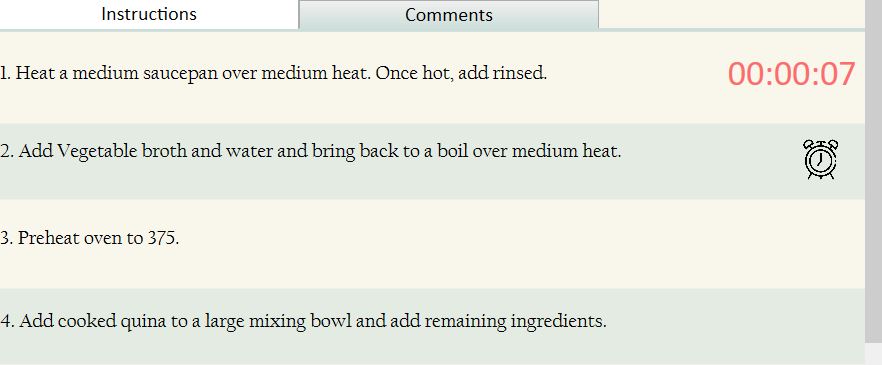 Instructions
Comments
1. Heat a medium saucepan over medium heat. Once hot, add rinsed.
00:00:07
2. Add Vegetable broth and water and bring back to a boil over medium heat.
3. Preheat oven to 375.
4. Add cooked quina to a large mixing bowl and add remaining ingredients.